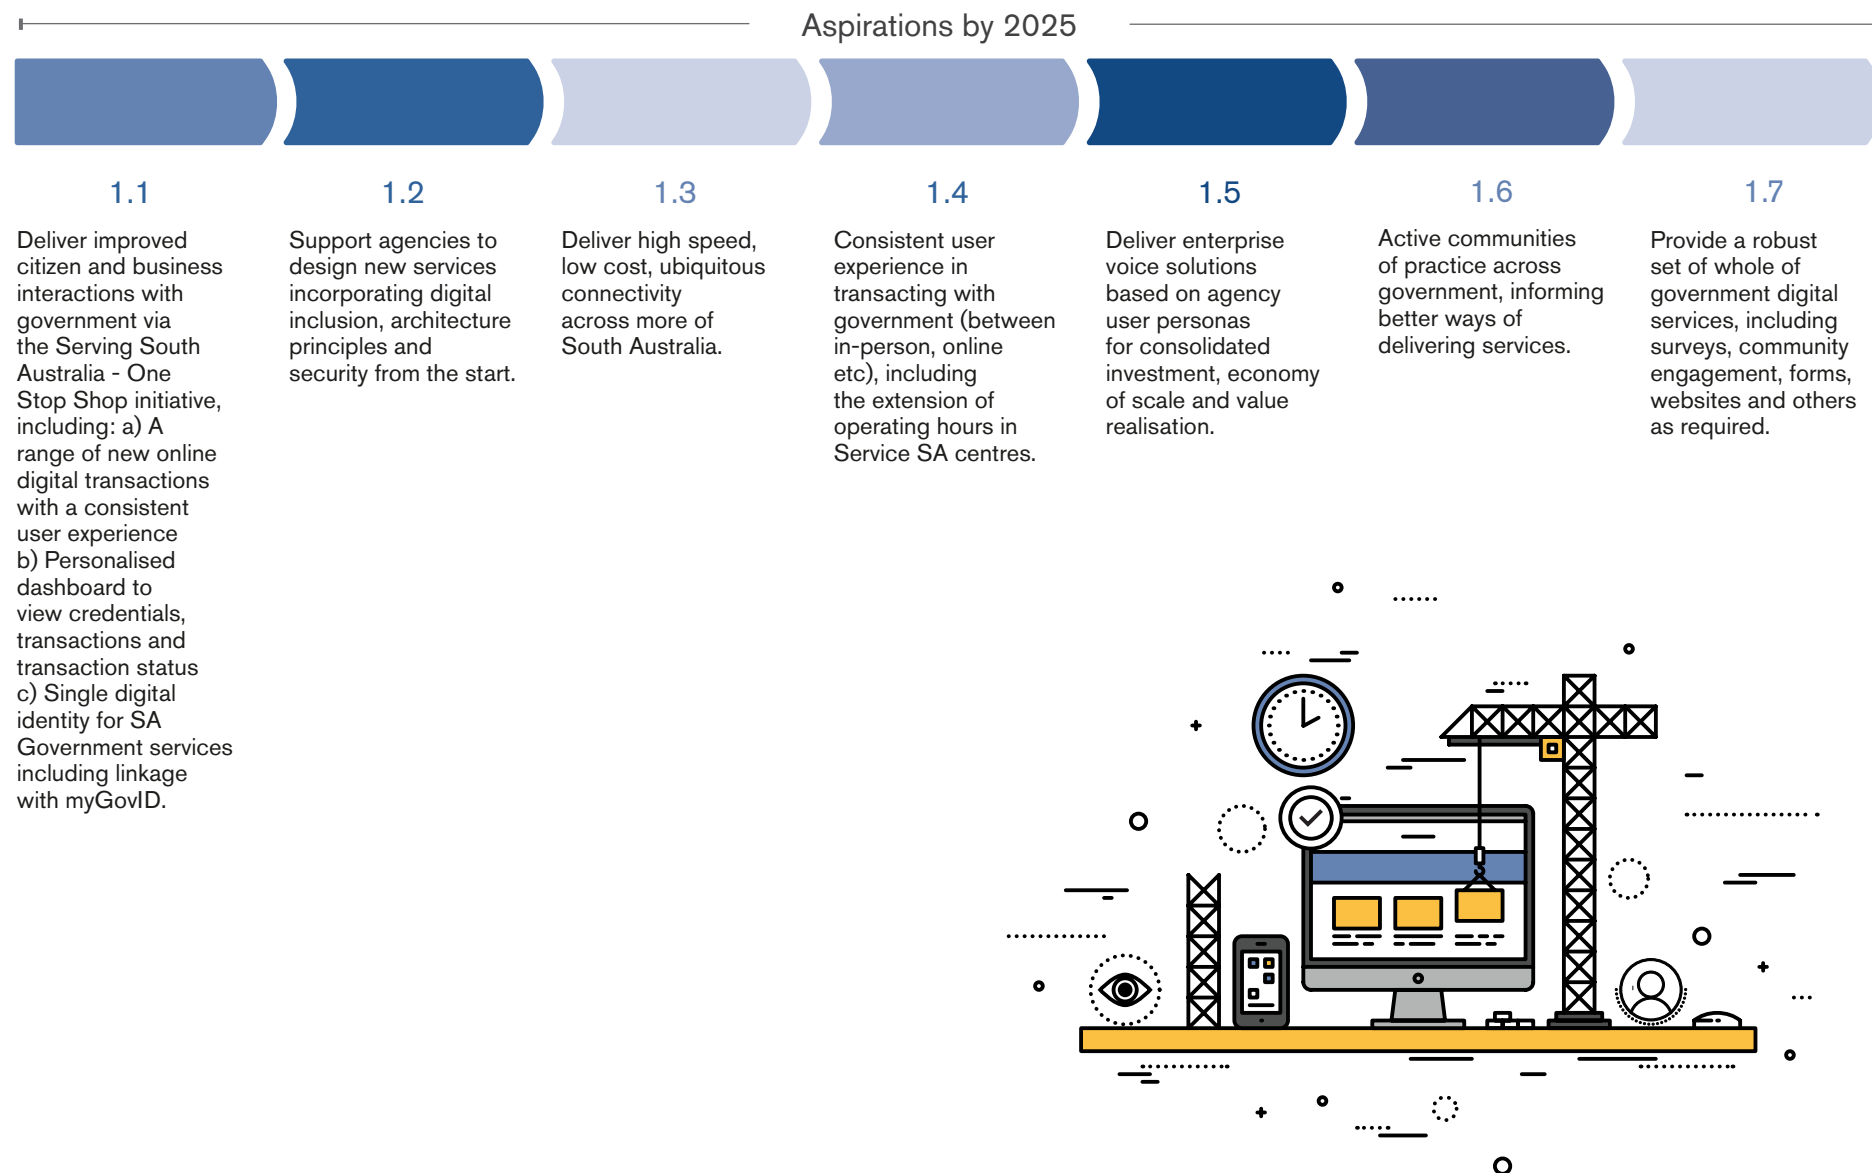 Aspirations by 2025
1.1
Deliver improved
citizen and business
interactions with
government via
the Serving South
Australia - One
Stop Shop initiative,
including: a) A
range of new online
digital transactions
with a consistent
user experience
b) Personalised
dashboard to
view credentials,
transactions and
transaction status
c) Single digital
identity for SA
Government services
including linkage
with myGovID.
1.2
Support agencies to
design new services
incorporating digital
inclusion, architecture
principles and
security from the start.
1.3
Deliver high speed,
low cost, ubiquitous
connectivity
across more of
South Australia.
1.4
Consistent user
experience in
transacting with
government (between
in-person, online
etc), including
the extension of
operating hours in
Service SA centres.
1.5
Deliver enterprise
voice solutions
based on agency
user personas
for consolidated
investment, economy
of scale and value
realisation.
1.6
Active communities
of practice across
government, informing
better ways of
delivering services.
1.7
Provide a robust
set of whole of
government digital
services, including
surveys, community
engagement, forms,
websites and others
as required.